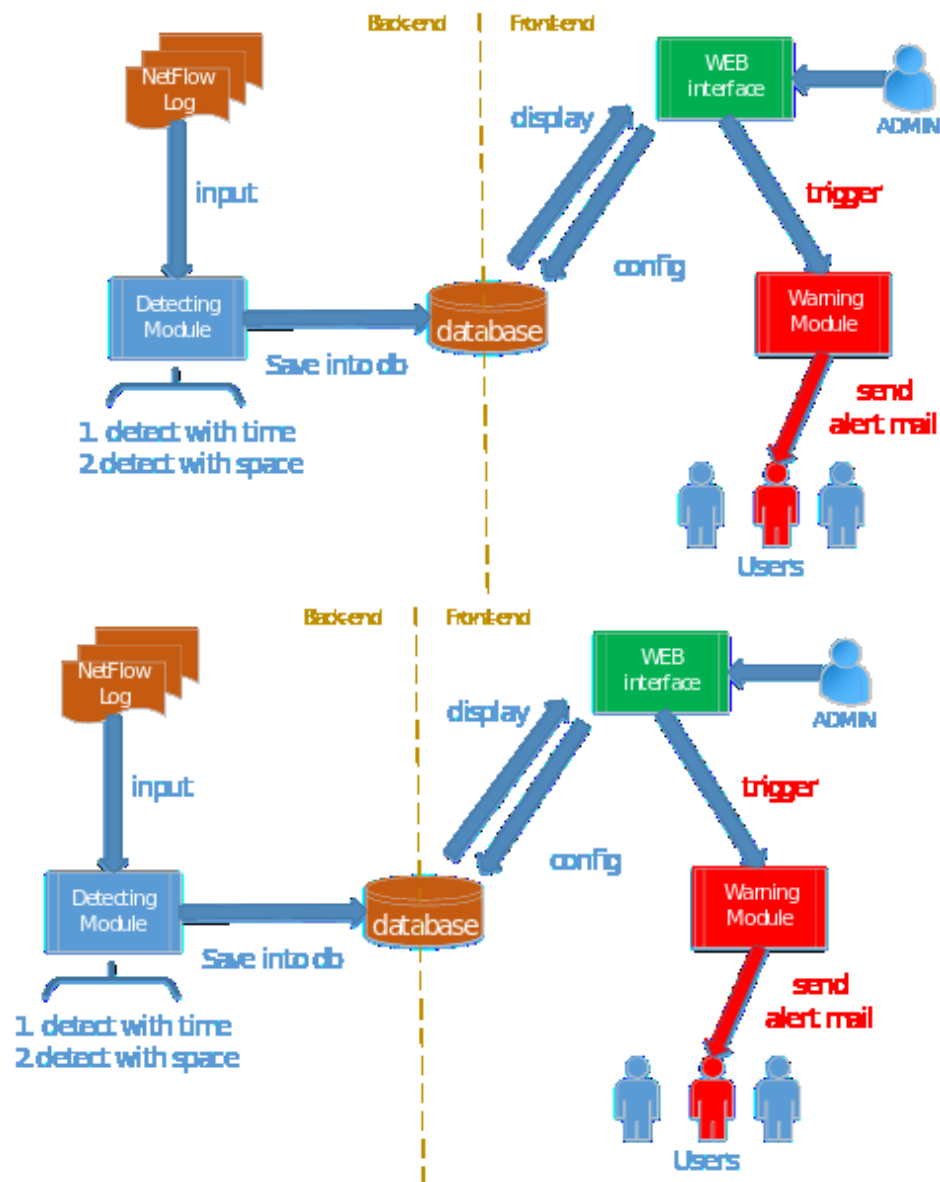 Back-end
Front-end
NetFlow
Log
WEB
interface
ADMIN
display
input
trigger
config
Detecting
Module
Warning
Module
database
Save into db
send
alert mail
1. detect with time
2.detect with space
Users
Back-end
Front-end
NetFlow
Log
WEB
interface
ADMIN
display
input
trigger
config
Detecting
Module
Warning
Module
database
Save into db
send
alert mail
1. detect with time
2.detect with space
Users